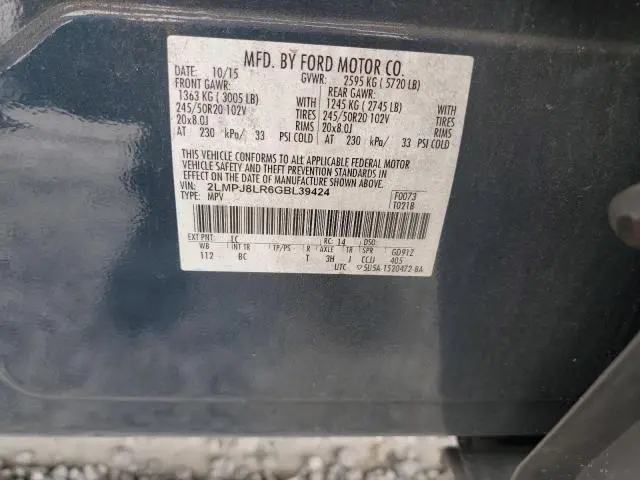 MFD. BY FORD MOTOR CO.
DATE: 10/15 GVWR: 2595 KG ( 5720 LB)
FRONT GAWR: REAR GAWR:
1363 KG ( 3005 LB) WITH 1245 KG ( 2745 LB) WITH
245/50R20 102V TIRES 245/50R20 102V TIRES
20x8.0J RIMS 20x8.0J RIMS
AT 230 kPa/ 33 PSI COLD AT 230 kPa/ 33 PSI COLD
THIS VEHICLE CONFORMS TO ALL APPLICABLE FEDERAL MOTOR
VEHICLE SAFETY AND THEFT PREVENTION STANDARDS IN
EFFECT ON THE DATE OF MANUFACTURE SHOWN ABOVE.
VIN: 2LMPJ8LR6GBL39424
TYPE: MPV
F0073
T0218
EXT PNT: 1C RC: 14 DSO:
WB INT TR TP/PS R AXLE TR SPR GD91Z
112 BC T 3H J CCJJ 405
UTC 5U5A-1520472-BA